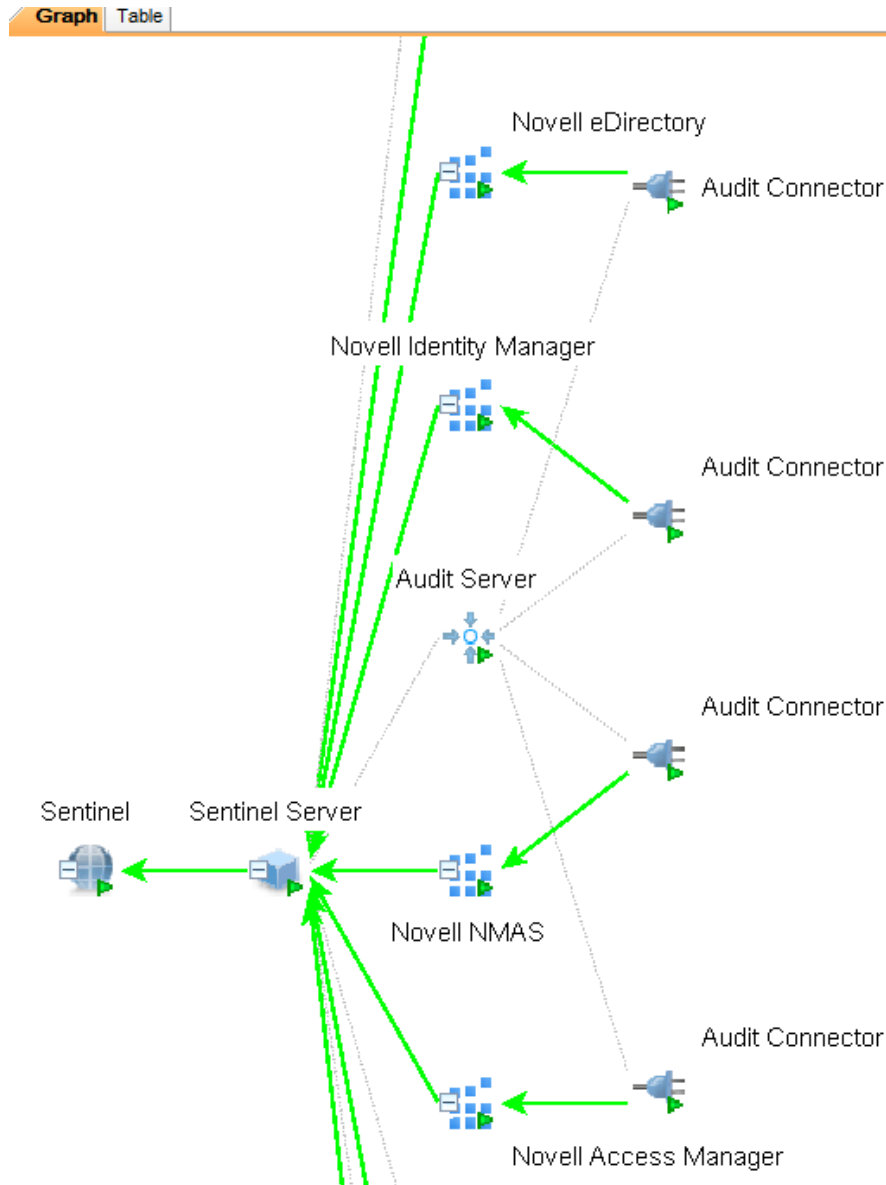 Graph Table
Novell eDirectory
Audit Connector
Novell Identity Manager
Audit Connector
Audit Server
Audit Connector
Sentinel Sentinel Server
Novell NMAS
Audit Connector
Novell Access Manager